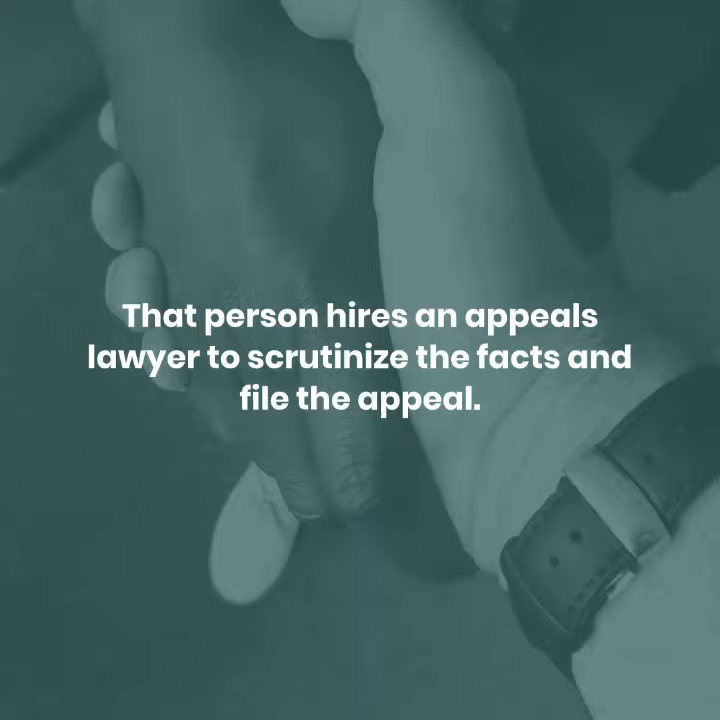 That person hires an appeals
lawyer to scrutinize the facts and
file the appeal.